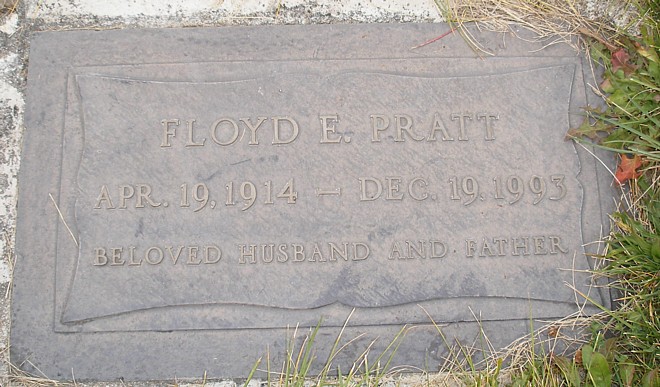 FLOYD E. PRATT
APR. 19, 1914 — DEC. 19, 1993
BELOVED HUSBAND AND FATHER